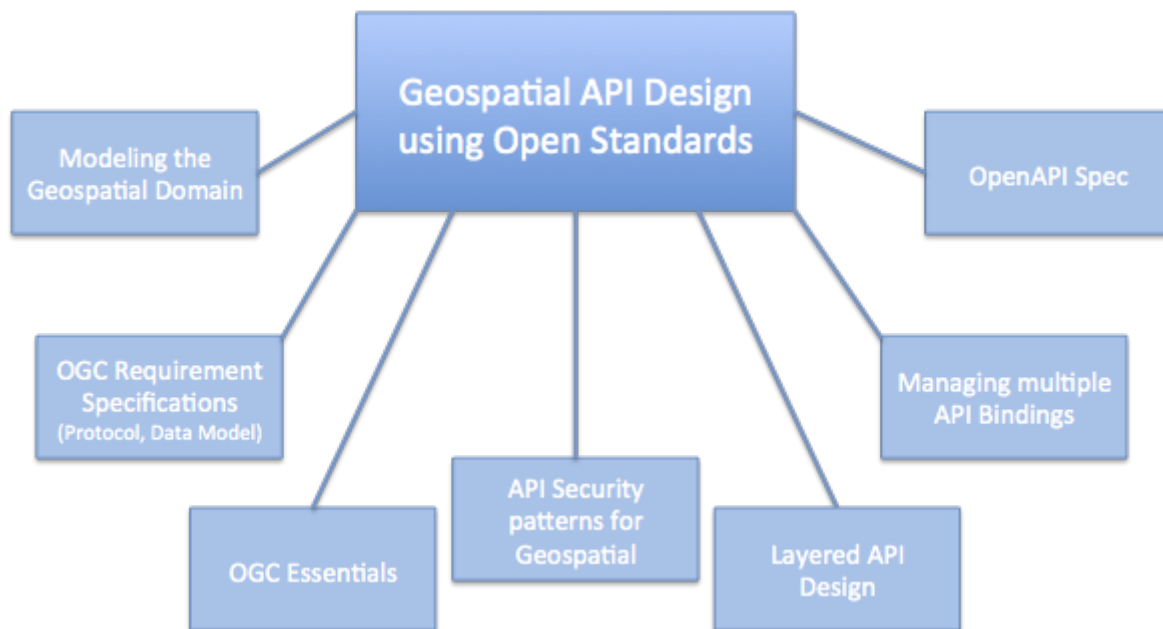 Geospatial API Design
using Open Standards
Modeling the
Geospatial Domain
OpenAPI Spec
OGC Requirement
Specifications
(Protocol, Data Model)
Managing multiple
API Bindings
OGC Essentials
API Security
patterns for
Geospatial
Layered API
Design